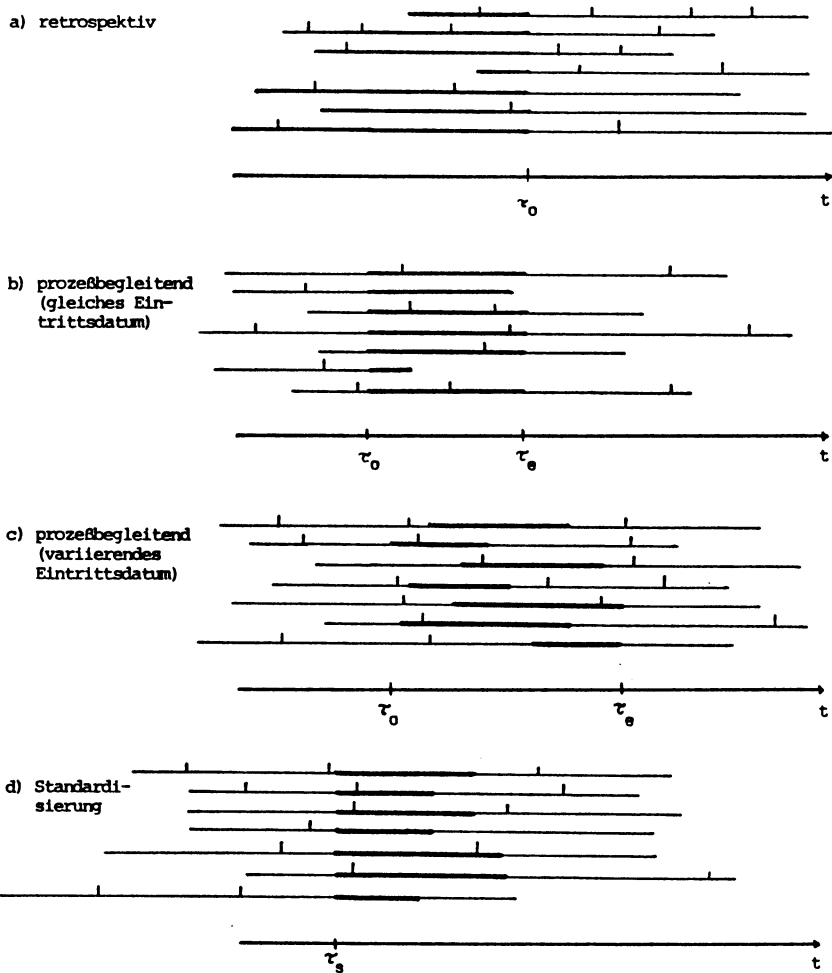 a) retrospektiv
t
τ₀
b) prozeßbegleitend
(gleiches Ein-
trittsdatum)
τ₀ τₑ
t
c) prozeßbegleitend
(variierendes
Eintrittsdatum)
τ₀ τₑ t
d) Standardi-
sierung
τₛ t